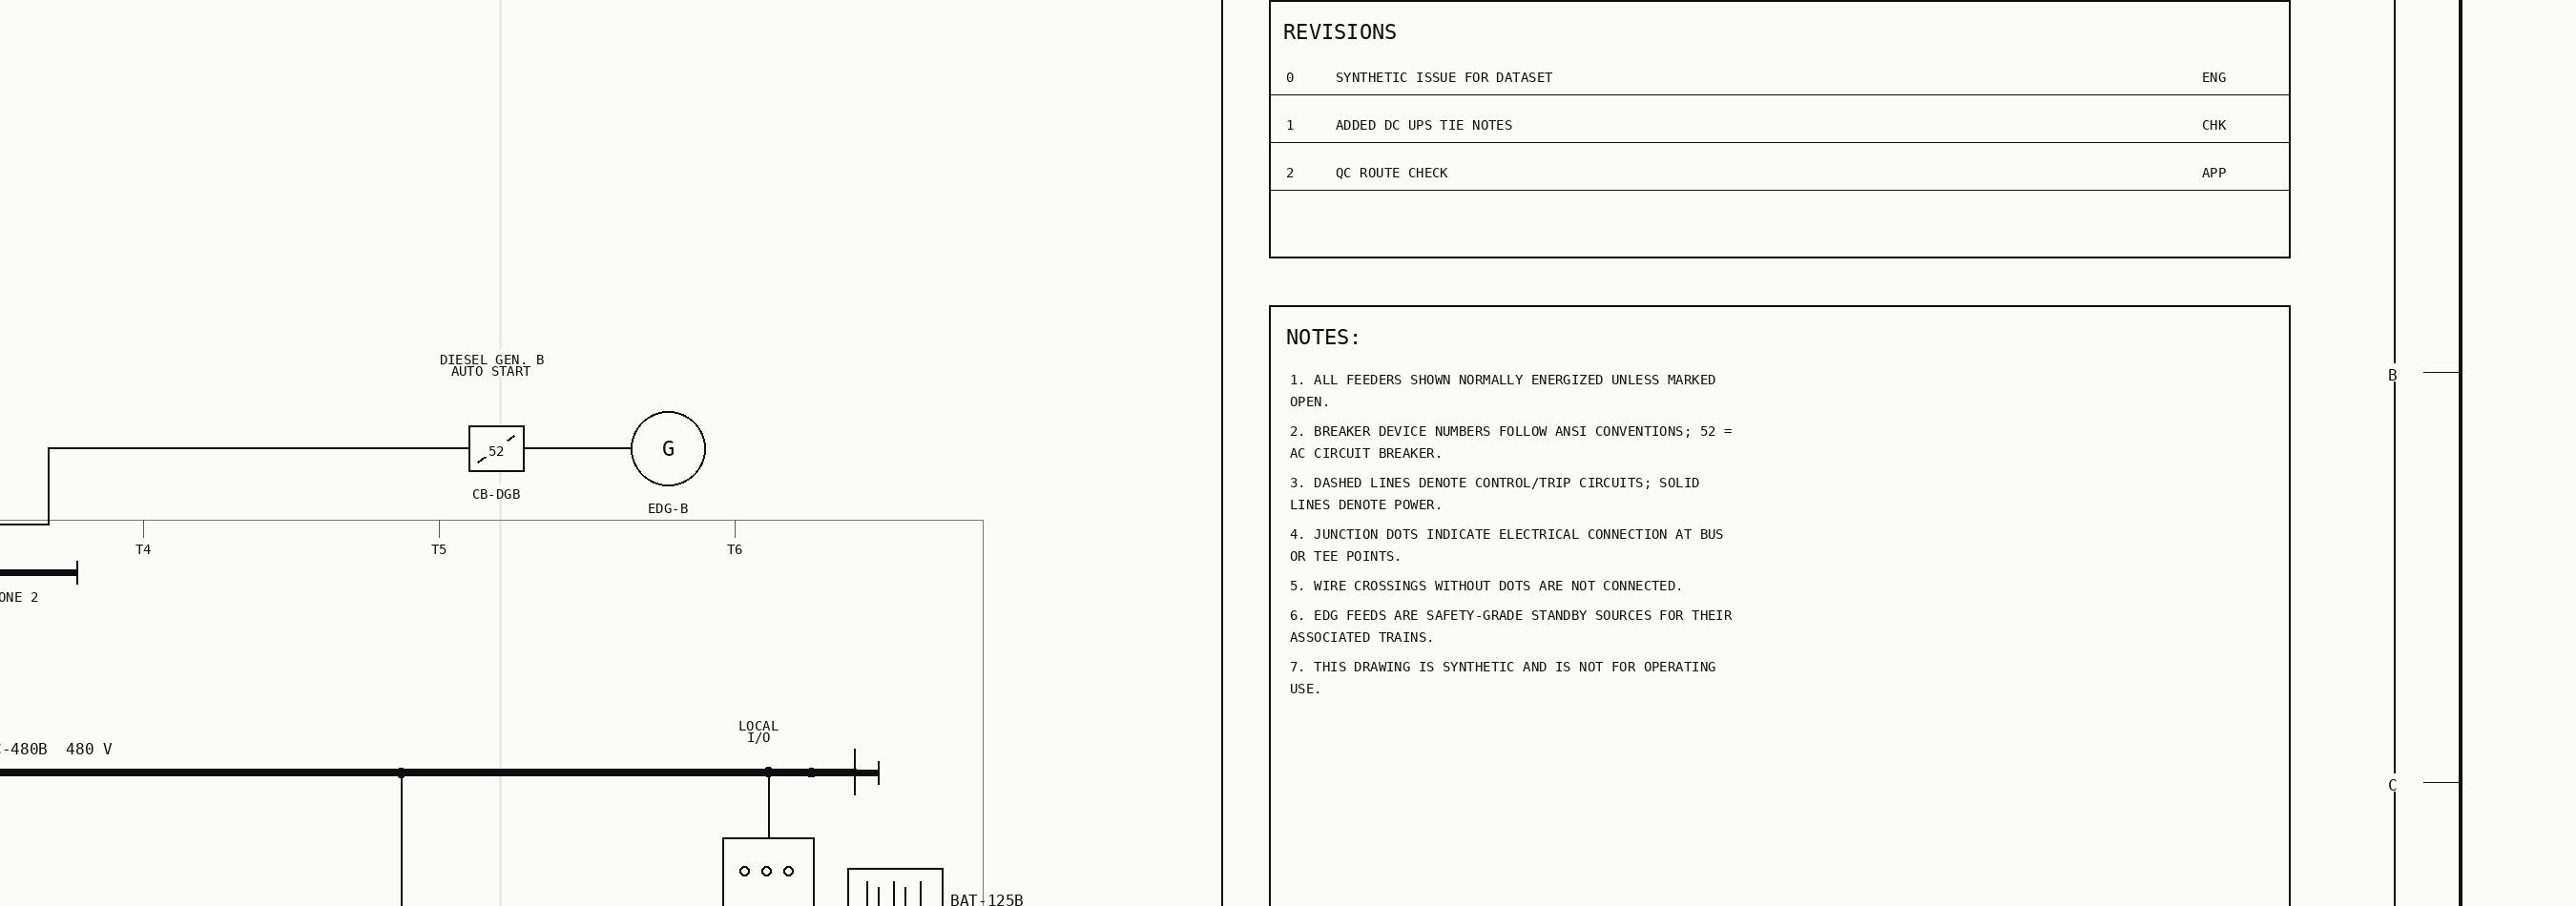 REVISIONS
0 SYNTHETIC ISSUE FOR DATASET ENG
1 ADDED DC UPS TIE NOTES CHK
2 QC ROUTE CHECK APP
NOTES:
1. ALL FEEDERS SHOWN NORMALLY ENERGIZED UNLESS MARKED
OPEN.
2. BREAKER DEVICE NUMBERS FOLLOW ANSI CONVENTIONS; 52 =
AC CIRCUIT BREAKER.
3. DASHED LINES DENOTE CONTROL/TRIP CIRCUITS; SOLID
LINES DENOTE POWER.
4. JUNCTION DOTS INDICATE ELECTRICAL CONNECTION AT BUS
OR TEE POINTS.
5. WIRE CROSSINGS WITHOUT DOTS ARE NOT CONNECTED.
6. EDG FEEDS ARE SAFETY-GRADE STANDBY SOURCES FOR THEIR
ASSOCIATED TRAINS.
7. THIS DRAWING IS SYNTHETIC AND IS NOT FOR OPERATING
USE.
B
C
DIESEL GEN. B
AUTO START
52
G
CB-DGB
EDG-B
T4
T5
T6
2
LOCAL
I/O
-480B 480 V
BAT-125B